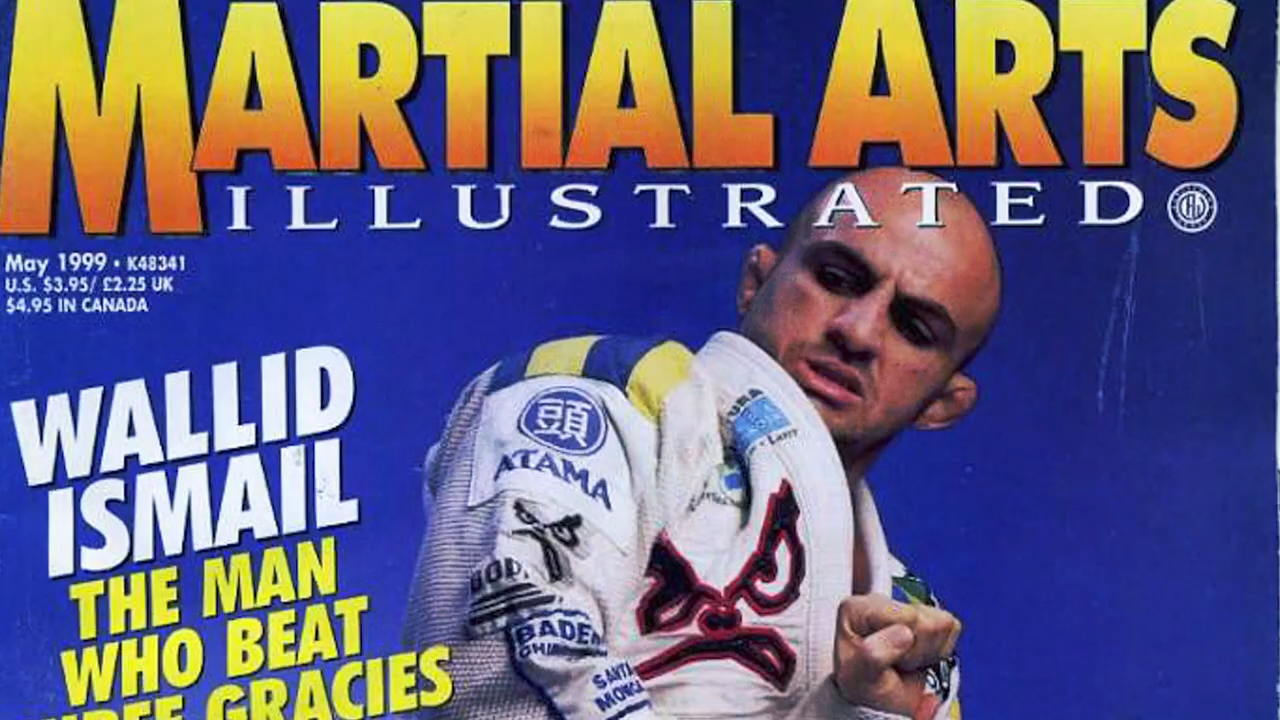 MARTIAL ARTS
ILLUSTRATED
May 1999 • K48341
U.S. $3.95/ £2.25 UK
$4.95 IN CANADA
WALLID
ISMAIL
THE MAN
WHO BEAT
THREE GRACIES
頭
ATAMA
BADEN
SANTA
MONICA